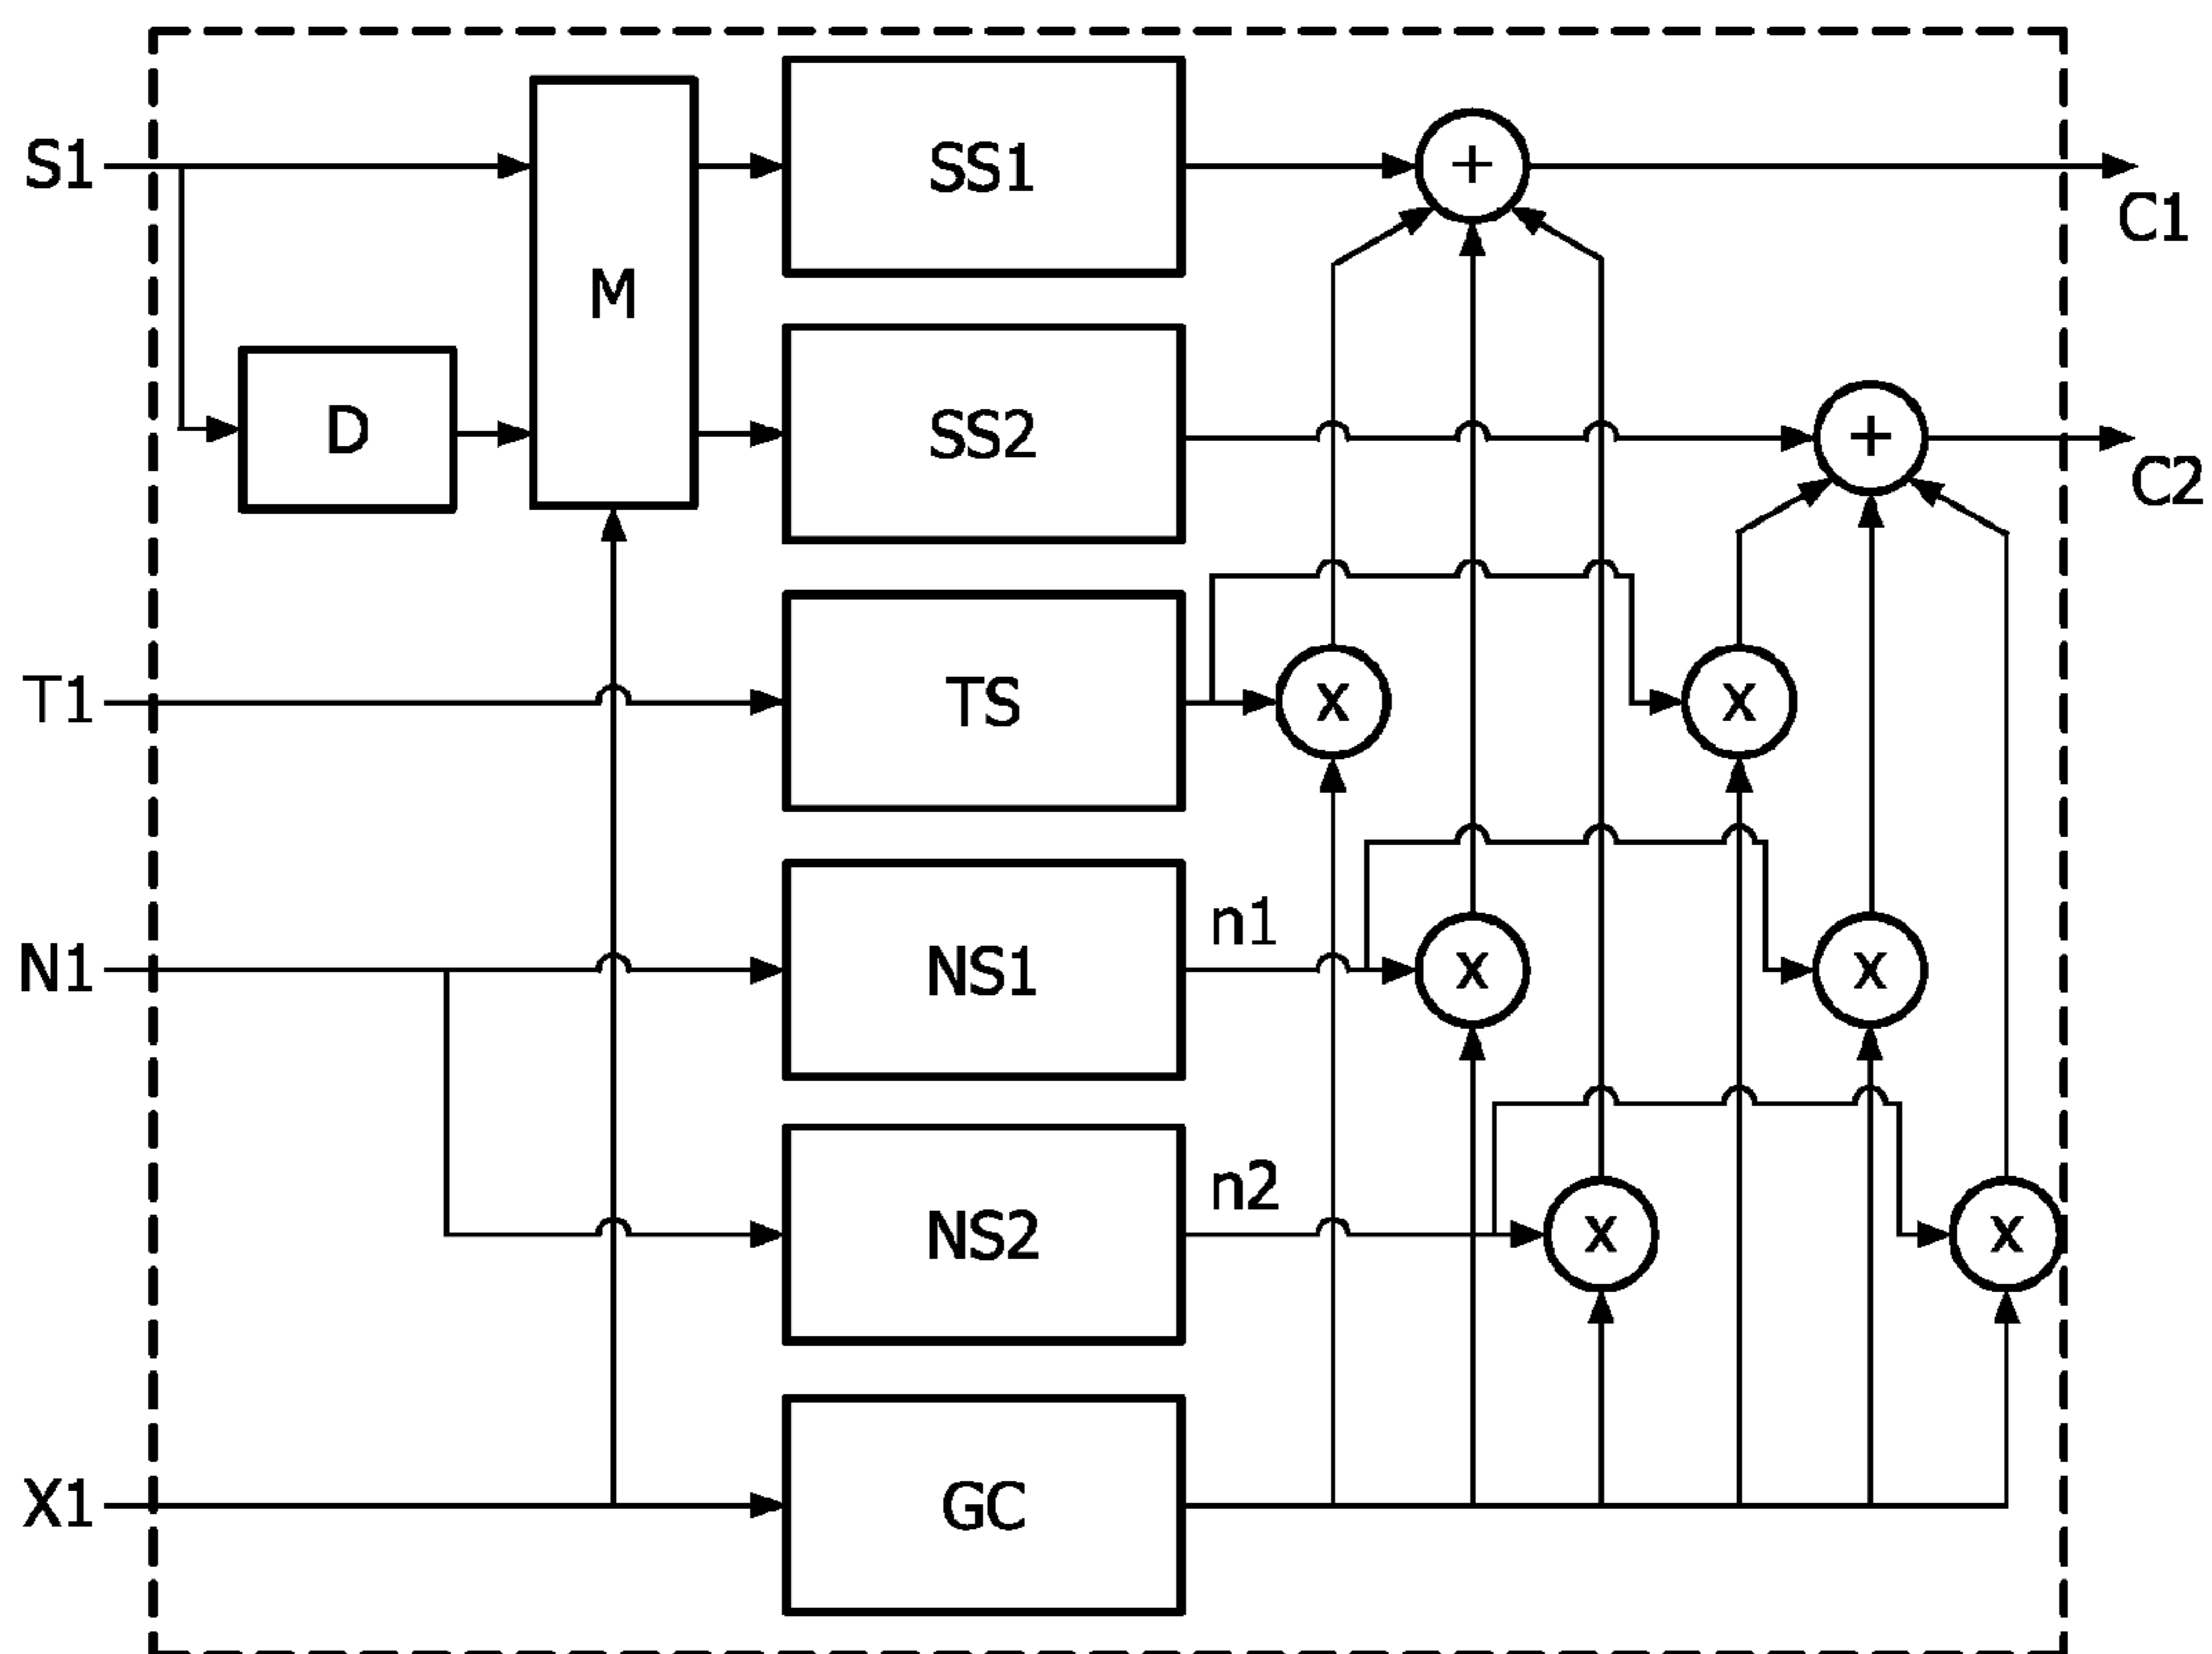 S1
M
SS1
+
C1
D
SS2
+
C2
T1
TS
x
x
N1
NS1
n1
x
x
NS2
n2
x
x
X1
GC